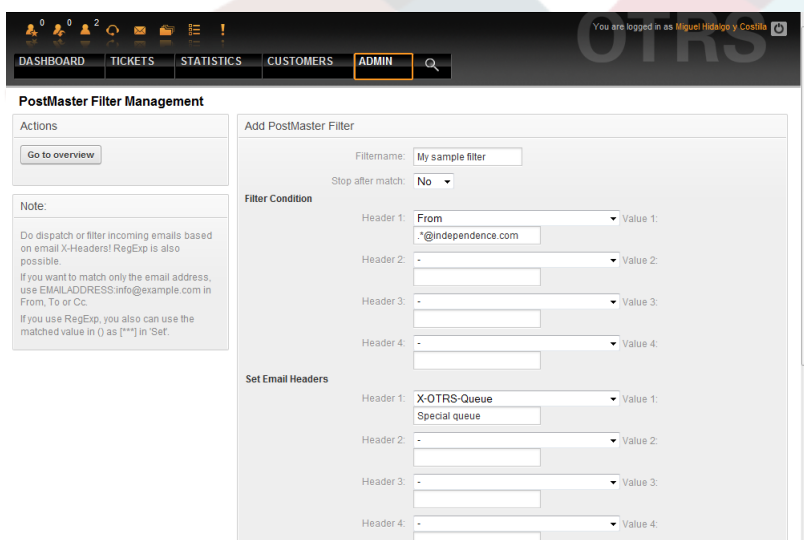 0 0 2
You are logged in as Miguel Hidalgo y Costilla
OTRS
DASHBOARD TICKETS STATISTICS CUSTOMERS ADMIN
PostMaster Filter Management
Actions
Go to overview
Note:
Do dispatch or filter incoming emails based
on email X-Headers! RegExp is also
possible.
If you want to match only the email address,
use EMAILADDRESS:info@example.com in
From, To or Cc.
If you use RegExp, you also can use the
matched value in () as [***] in 'Set'.
Add PostMaster Filter
Filtername: My sample filter
Stop after match: No
Filter Condition
Header 1: From Value 1:
.*@independence.com
Header 2: - Value 2:
Header 3: - Value 3:
Header 4: - Value 4:
Set Email Headers
Header 1: X-OTRS-Queue Value 1:
Special queue
Header 2: - Value 2:
Header 3: - Value 3:
Header 4: - Value 4: